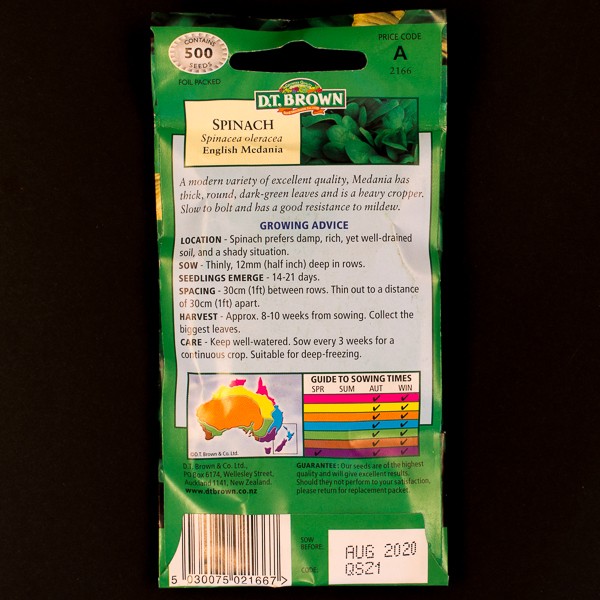 CONTAINS
500
SEEDS
FOIL PACKED
PRICE CODE
A
2166
D.T. BROWN
SPINACH
Spinacea oleracea
English Medania
A modern variety of excellent quality, Medania has
thick, round, dark-green leaves and is a heavy cropper.
Slow to bolt and has a good resistance to mildew.
GROWING ADVICE
LOCATION - Spinach prefers damp, rich, yet well-drained
soil, and a shady situation.
SOW - Thinly, 12mm (half inch) deep in rows.
SEEDLINGS EMERGE - 14-21 days.
SPACING - 30cm (1ft) between rows. Thin out to a distance
of 30cm (1ft) apart.
HARVEST - Approx. 8-10 weeks from sowing. Collect the
biggest leaves.
CARE - Keep well-watered. Sow every 3 weeks for a
continuous crop. Suitable for deep-freezing.
GUIDE TO SOWING TIMES
SPR SUM AUT WIN
©D.T. Brown & Co. Ltd.
D.T. Brown & Co. Ltd.,
PO Box 6174, Wellesley Street,
Auckland 1141, New Zealand.
www.dtbrown.co.nz
GUARANTEE: Our seeds are of the highest
quality and will give excellent results.
Should they not perform to your satisfaction,
please return for replacement packet.
SOW
BEFORE:
AUG 2020
CODE:
QSZ1
5 030075 021667 >